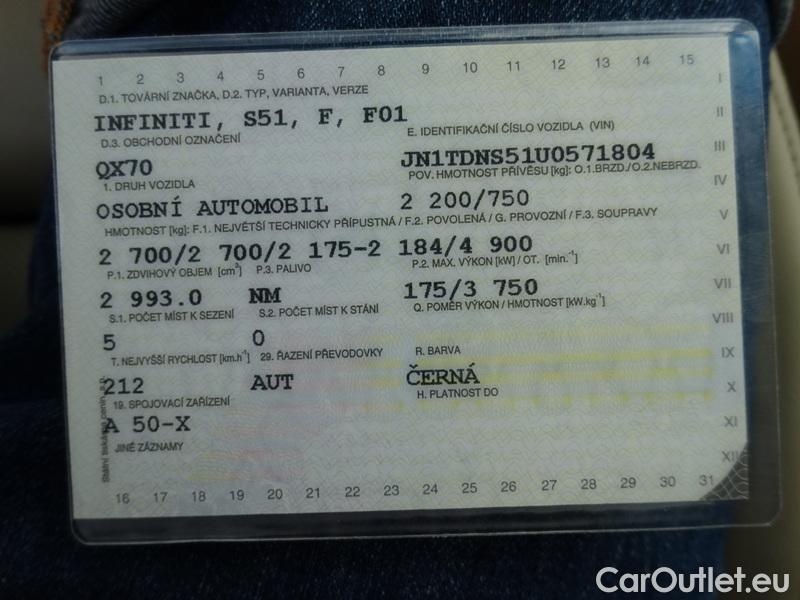 1 2 3 4 5 6 7 8 9 10 11 12 13 14 15
I
D.1. TOVÁRNÍ ZNAČKA, D.2. TYP, VARIANTA, VERZE
INFINITI, S51, F, F01
II
D.3. OBCHODNÍ OZNAČENÍ E. IDENTIFIKAČNÍ ČÍSLO VOZIDLA (VIN)
QX70 JN1TDNS51U0571804
III
1. DRUH VOZIDLA POV. HMOTNOST PŘÍVĚSU [kg]: O.1.BRZD./O.2.NEBRZD.
OSOBNÍ AUTOMOBIL 2 200/750
IV
HMOTNOST [kg]: F.1. NEJVĚTŠÍ TECHNICKY PŘÍPUSTNÁ / F.2. POVOLENÁ / G. PROVOZNÍ / F.3. SOUPRAVY
V
2 700/2 700/2 175-2 184/4 900
VI
P.1. ZDVIHOVÝ OBJEM [cm³] P.3. PALIVO P.2. MAX. VÝKON [kW] / OT. [min.⁻¹]
2 993.0 NM 175/3 750
VII
S.1. POČET MÍST K SEZENÍ S.2. POČET MÍST K STÁNÍ Q. POMĚR VÝKON / HMOTNOST [kW.kg⁻¹]
5 0
VIII
T. NEJVYŠŠÍ RYCHLOST [km.h⁻¹] 29. ŘAZENÍ PŘEVODOVKY R. BARVA
IX
212 AUT ČERNÁ
X
19. SPOJOVACÍ ZAŘÍZENÍ H. PLATNOST DO
A 50-X
XI
JINÉ ZÁZNAMY
XII
Státní tiskárna cenin, s.p.
16 17 18 19 20 21 22 23 24 25 26 27 28 29 30 31
CarOutlet.eu